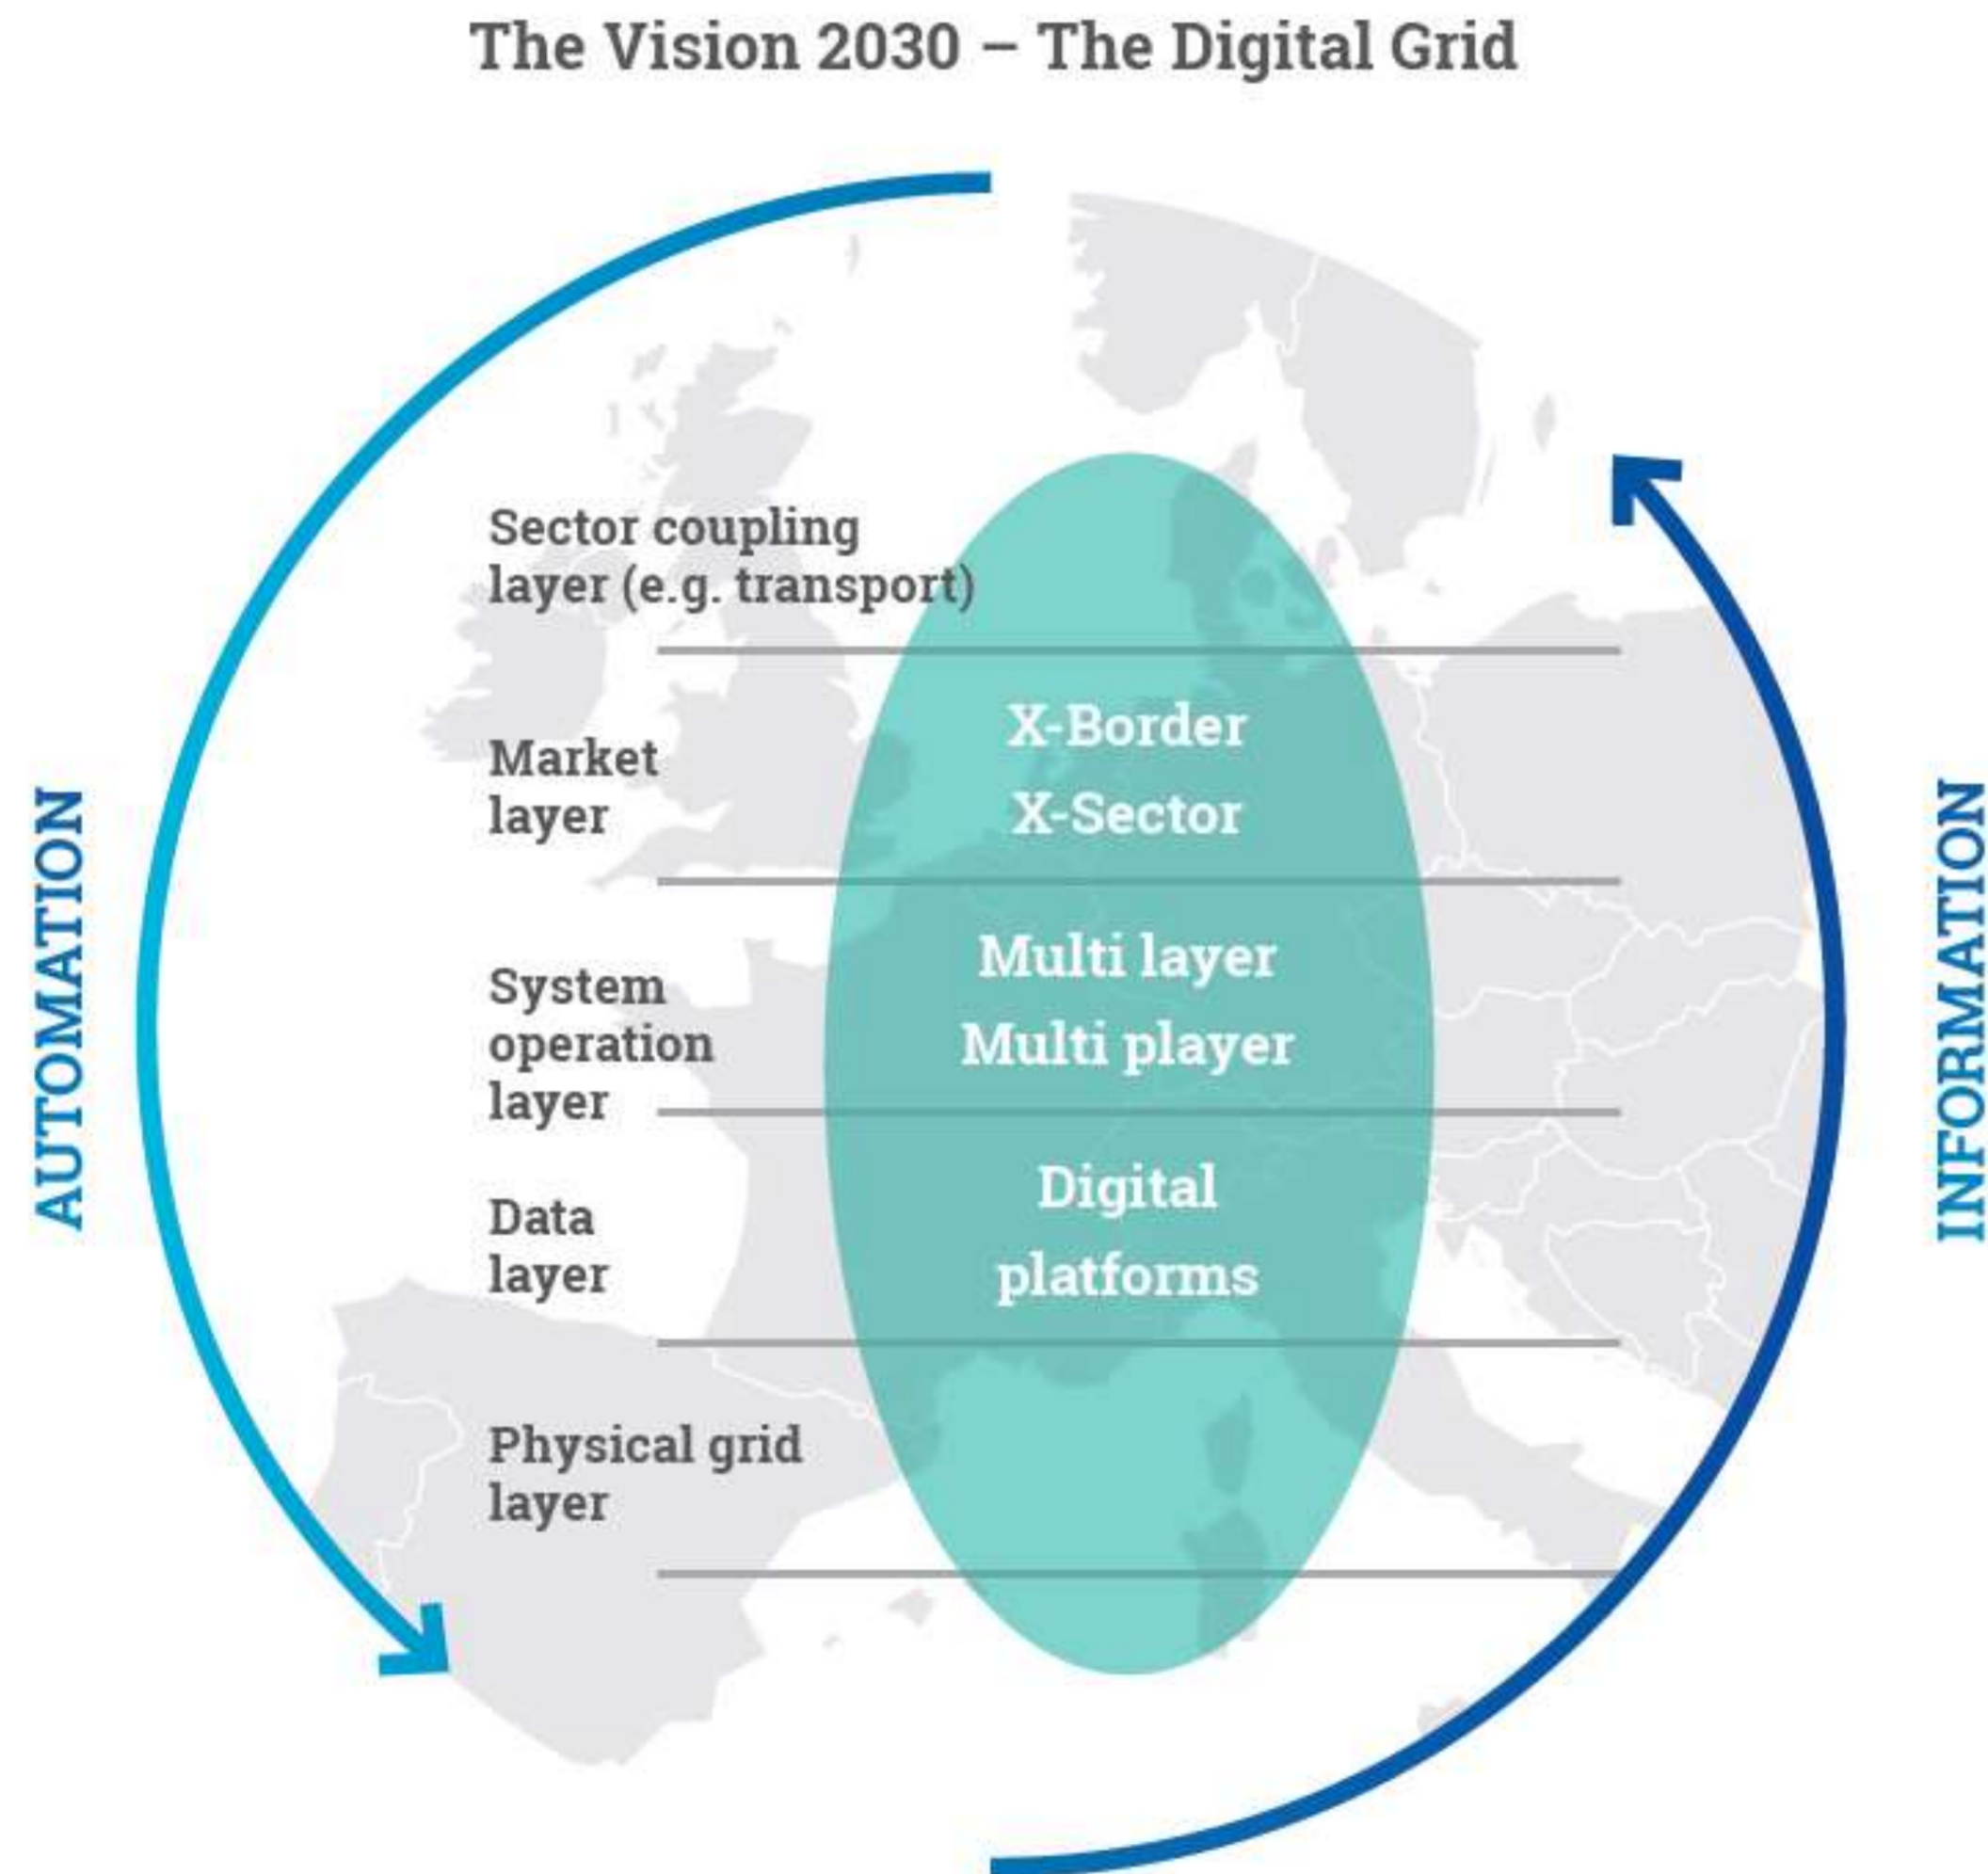 The Vision 2030 – The Digital Grid
AUTOMATION
Sector coupling
layer (e.g. transport)
Market
layer
System
operation
layer
Data
layer
Physical grid
layer
X-Border
X-Sector
Multi layer
Multi player
Digital
platforms
INFORMATION